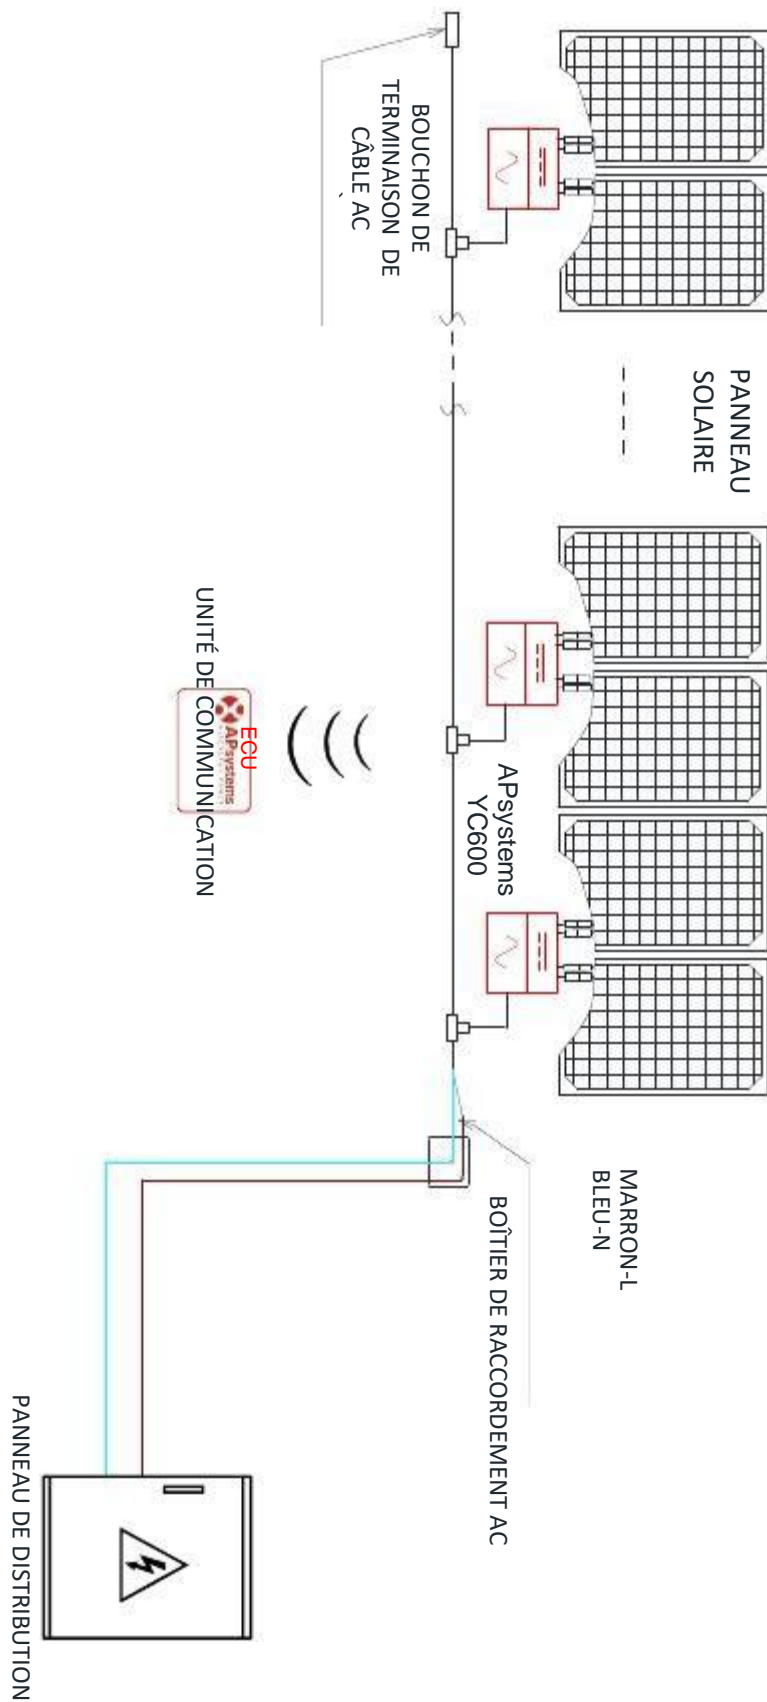 PANNEAU
SOLAIRE
MARRON-L
BLEU-N
BOUCHON DE
TERMINAISON DE
CÂBLE ÀC
APsystems
YC600
BOÎTIER DE RACCORDEMENT AC
ECU
APsystems
UNITÉ DE COMMUNICATION
PANNEAU DE DISTRIBUTION